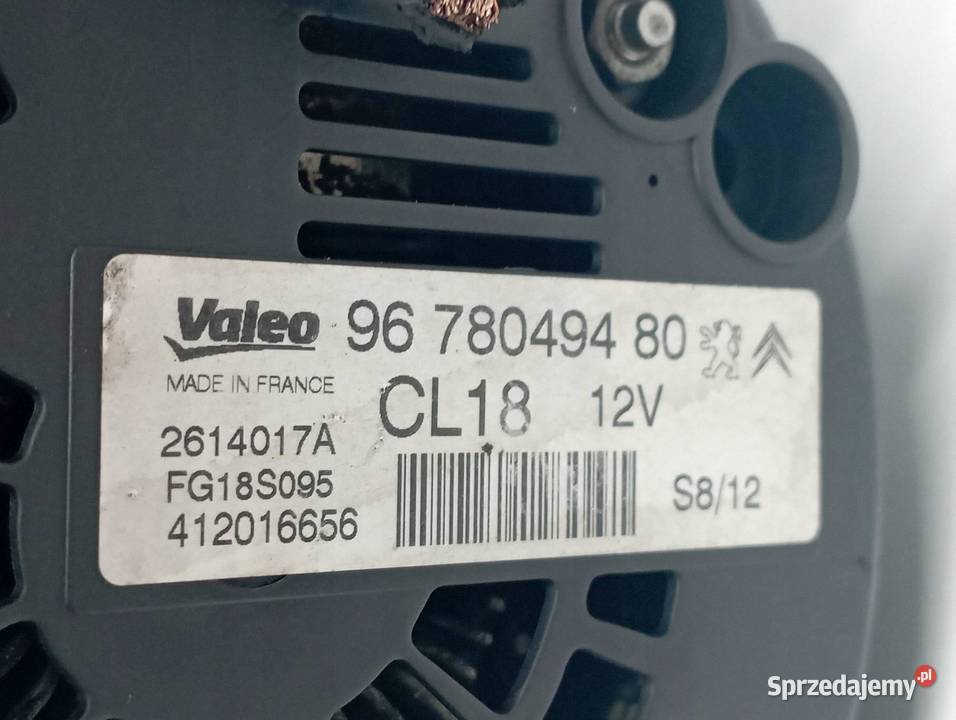 Valeo 96 780494 80
MADE IN FRANCE
CL18 12V
2614017A
FG18S095
412016656
S8/12
Sprzedajemy.pl